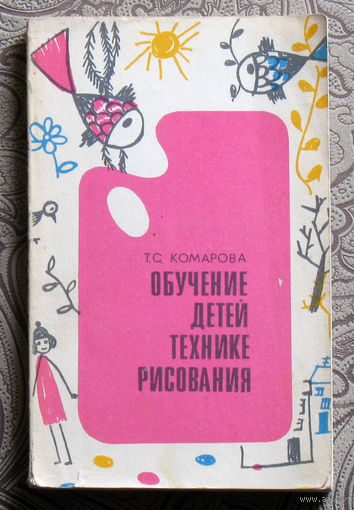 Т.С. КОМАРОВА
ОБУЧЕНИЕ
ДЕТЕЙ
ТЕХНИКЕ
РИСОВАНИЯ